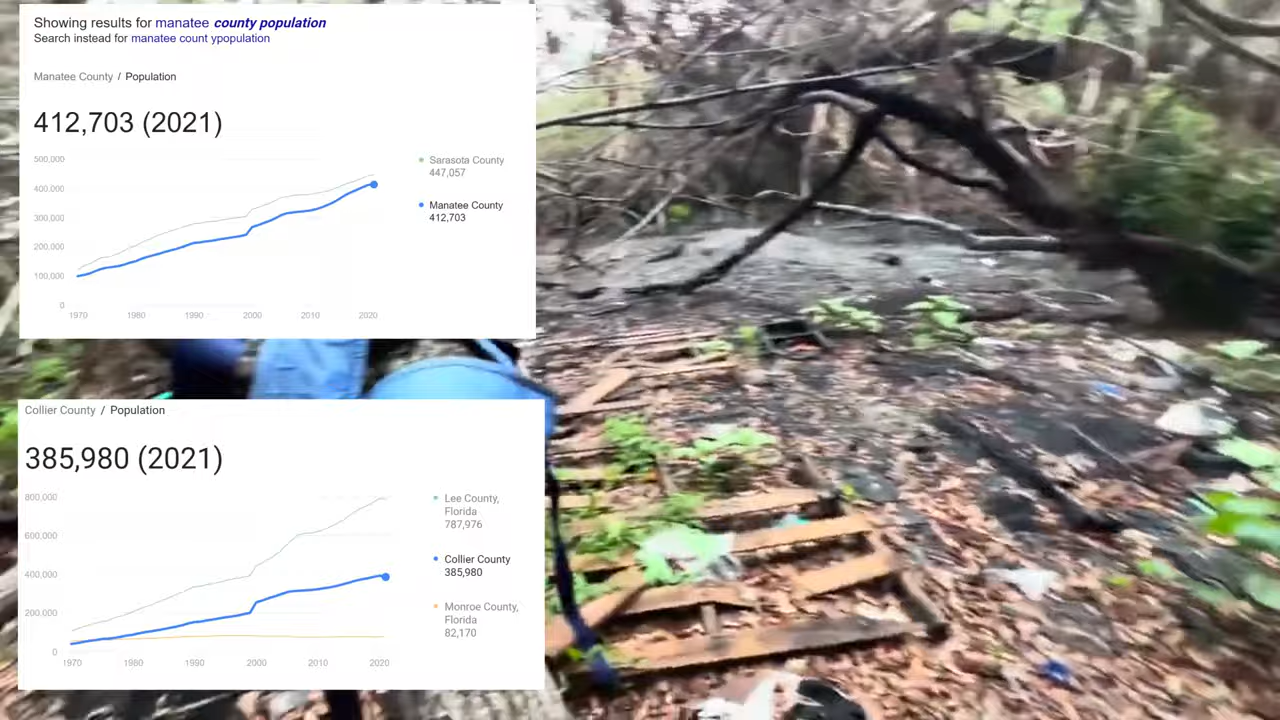 Showing results for manatee county population
Search instead for manatee count ypopulation
Manatee County / Population
412,703 (2021)
500,000
400,000
300,000
200,000
100,000
0
1970 1980 1990 2000 2010 2020
Sarasota County
447,057
Manatee County
412,703
Collier County / Population
385,980 (2021)
800,000
600,000
400,000
200,000
0
1970 1980 1990 2000 2010 2020
Lee County,
Florida
787,976
Collier County
385,980
Monroe County,
Florida
82,170